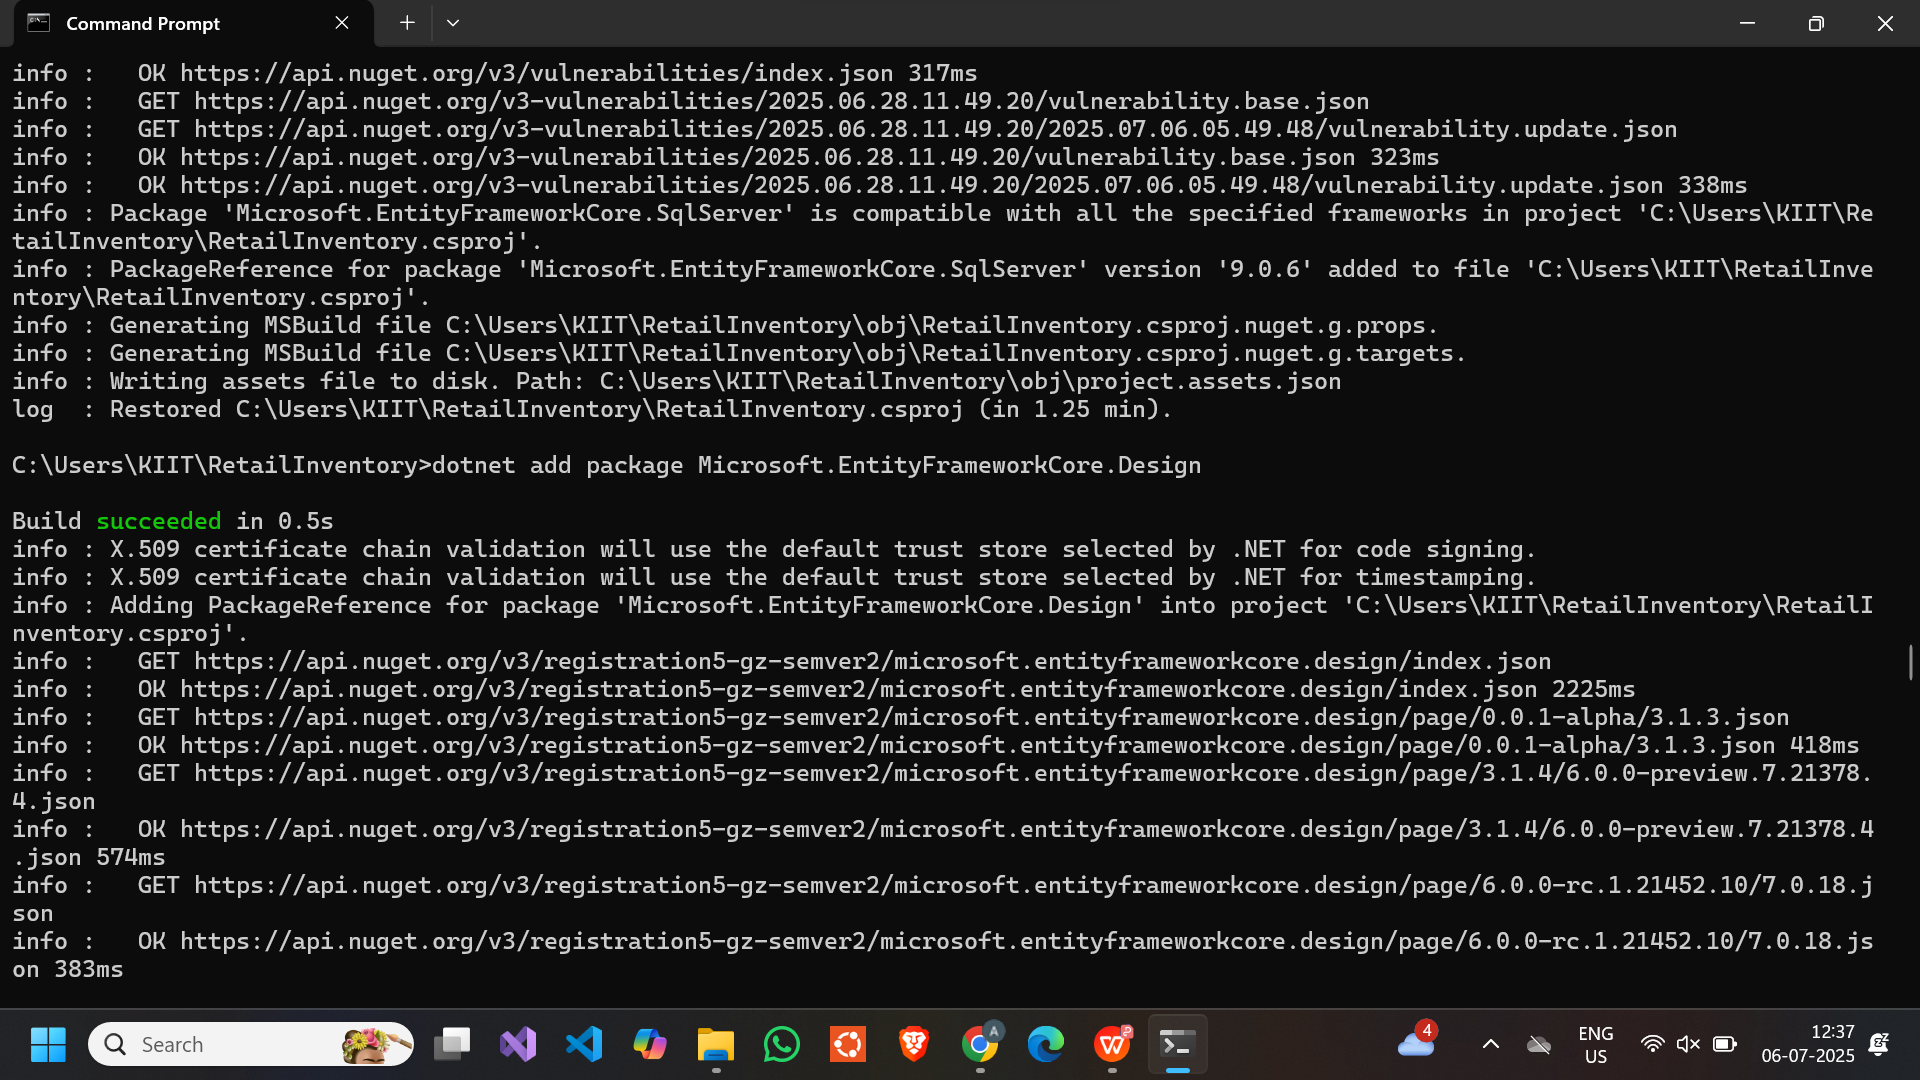 Command Prompt
info :   OK https://api.nuget.org/v3/vulnerabilities/index.json 317ms
info :   GET https://api.nuget.org/v3-vulnerabilities/2025.06.28.11.49.20/vulnerability.base.json
info :   GET https://api.nuget.org/v3-vulnerabilities/2025.06.28.11.49.20/2025.07.06.05.49.48/vulnerability.update.json
info :   OK https://api.nuget.org/v3-vulnerabilities/2025.06.28.11.49.20/vulnerability.base.json 323ms
info :   OK https://api.nuget.org/v3-vulnerabilities/2025.06.28.11.49.20/2025.07.06.05.49.48/vulnerability.update.json 338ms
info : Package 'Microsoft.EntityFrameworkCore.SqlServer' is compatible with all the specified frameworks in project 'C:\Users\KIIT\Re
tailInventory\RetailInventory.csproj'.
info : PackageReference for package 'Microsoft.EntityFrameworkCore.SqlServer' version '9.0.6' added to file 'C:\Users\KIIT\RetailInve
ntory\RetailInventory.csproj'.
info : Generating MSBuild file C:\Users\KIIT\RetailInventory\obj\RetailInventory.csproj.nuget.g.props.
info : Generating MSBuild file C:\Users\KIIT\RetailInventory\obj\RetailInventory.csproj.nuget.g.targets.
info : Writing assets file to disk. Path: C:\Users\KIIT\RetailInventory\obj\project.assets.json
log  : Restored C:\Users\KIIT\RetailInventory\RetailInventory.csproj (in 1.25 min).
C:\Users\KIIT\RetailInventory>dotnet add package Microsoft.EntityFrameworkCore.Design
Build succeeded in 0.5s
info : X.509 certificate chain validation will use the default trust store selected by .NET for code signing.
info : X.509 certificate chain validation will use the default trust store selected by .NET for timestamping.
info : Adding PackageReference for package 'Microsoft.EntityFrameworkCore.Design' into project 'C:\Users\KIIT\RetailInventory\RetailI
nventory.csproj'.
info :   GET https://api.nuget.org/v3/registration5-gz-semver2/microsoft.entityframeworkcore.design/index.json
info :   OK https://api.nuget.org/v3/registration5-gz-semver2/microsoft.entityframeworkcore.design/index.json 2225ms
info :   GET https://api.nuget.org/v3/registration5-gz-semver2/microsoft.entityframeworkcore.design/page/0.0.1-alpha/3.1.3.json
info :   OK https://api.nuget.org/v3/registration5-gz-semver2/microsoft.entityframeworkcore.design/page/0.0.1-alpha/3.1.3.json 418ms
info :   GET https://api.nuget.org/v3/registration5-gz-semver2/microsoft.entityframeworkcore.design/page/3.1.4/6.0.0-preview.7.21378.
4.json
info :   OK https://api.nuget.org/v3/registration5-gz-semver2/microsoft.entityframeworkcore.design/page/3.1.4/6.0.0-preview.7.21378.4
.json 574ms
info :   GET https://api.nuget.org/v3/registration5-gz-semver2/microsoft.entityframeworkcore.design/page/6.0.0-rc.1.21452.10/7.0.18.j
son
info :   OK https://api.nuget.org/v3/registration5-gz-semver2/microsoft.entityframeworkcore.design/page/6.0.0-rc.1.21452.10/7.0.18.js
on 383ms
Search
A
4
ENG
US
12:37
06-07-2025